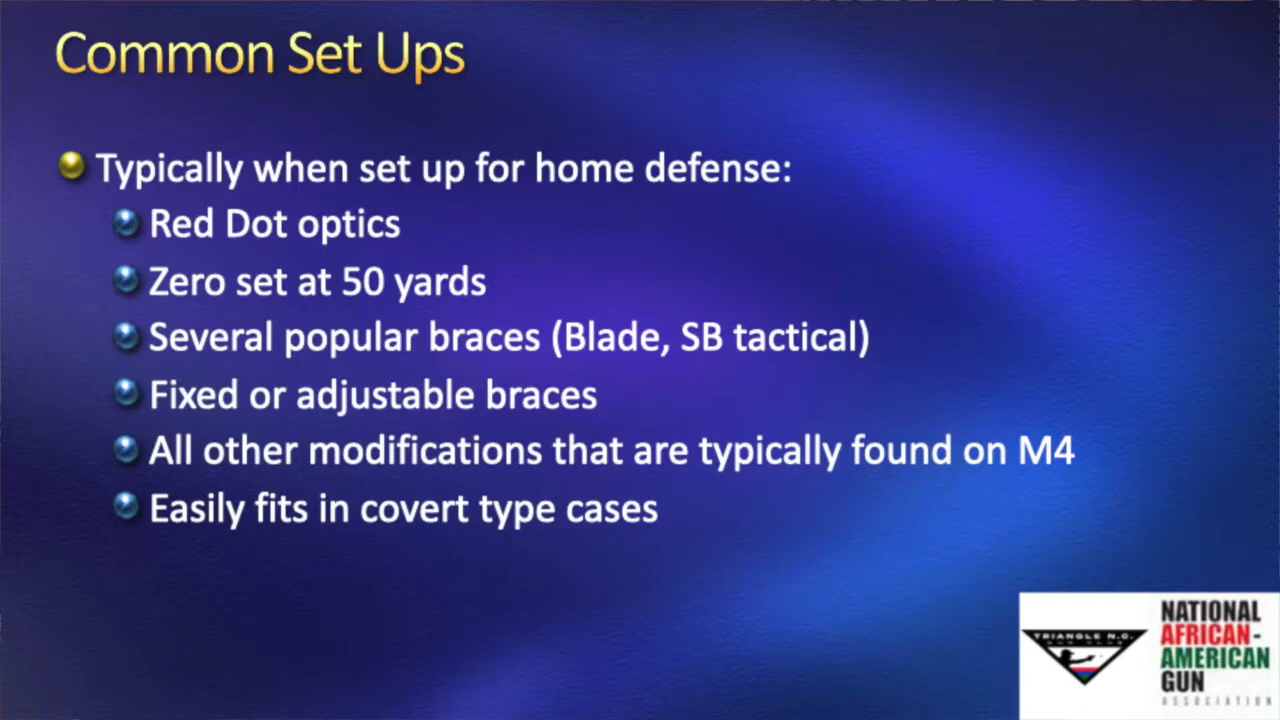 Common Set Ups
Typically when set up for home defense:
Red Dot optics
Zero set at 50 yards
Several popular braces (Blade, SB tactical)
Fixed or adjustable braces
All other modifications that are typically found on M4
Easily fits in covert type cases
TRIANGLE N.C.
GUN CLUB
NATIONAL
AFRICAN-
AMERICAN
GUN
ASSOCIATION